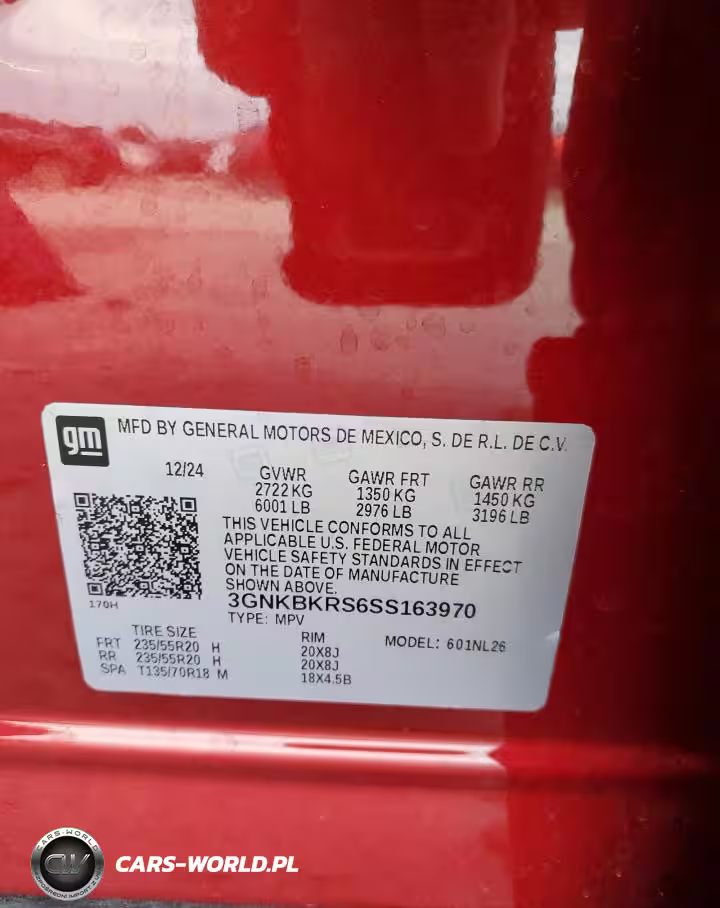 gm
MFD BY GENERAL MOTORS DE MEXICO, S. DE R.L. DE C.V.
12/24 GVWR GAWR FRT GAWR RR
2722 KG 1350 KG 1450 KG
6001 LB 2976 LB 3196 LB
THIS VEHICLE CONFORMS TO ALL
APPLICABLE U.S. FEDERAL MOTOR
VEHICLE SAFETY STANDARDS IN EFFECT
ON THE DATE OF MANUFACTURE
SHOWN ABOVE.
3GNKBKRS6SS163970
170H
TYPE: MPV
TIRE SIZE RIM MODEL: 601NL26
FRT 235/55R20 H 20X8J
RR 235/55R20 H 20X8J
SPA T135/70R18 M 18X4.5B
CARS-WORLD
CW
CARS-WORLD.PL